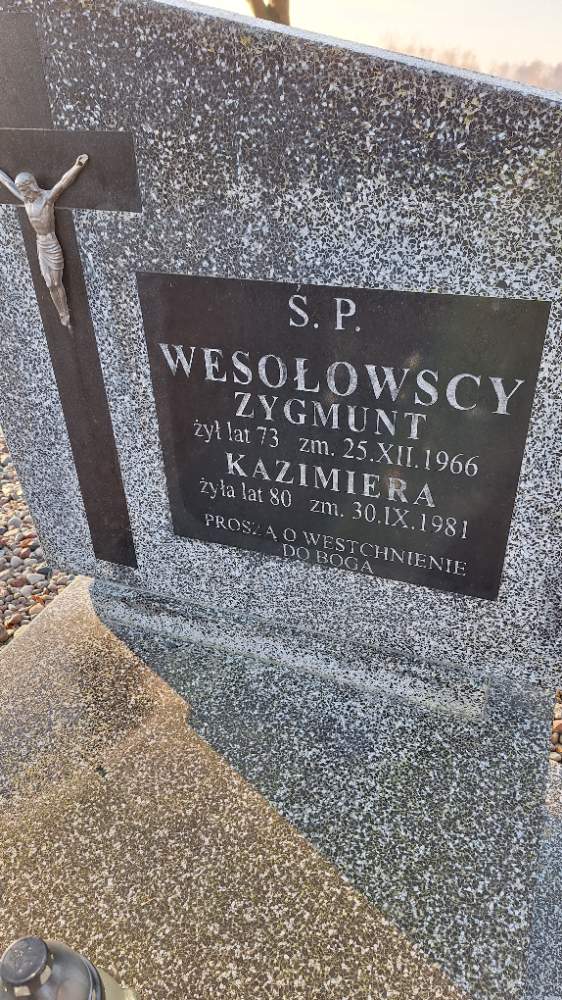 Ś. P.
WESOŁOWSCY
ZYGMUNT
żył lat 73 zm. 25.XII.1966
KAZIMIERA
żyła lat 80 zm. 30.IX.1981
PROSZĄ O WESTCHNIENIE
DO BOGA